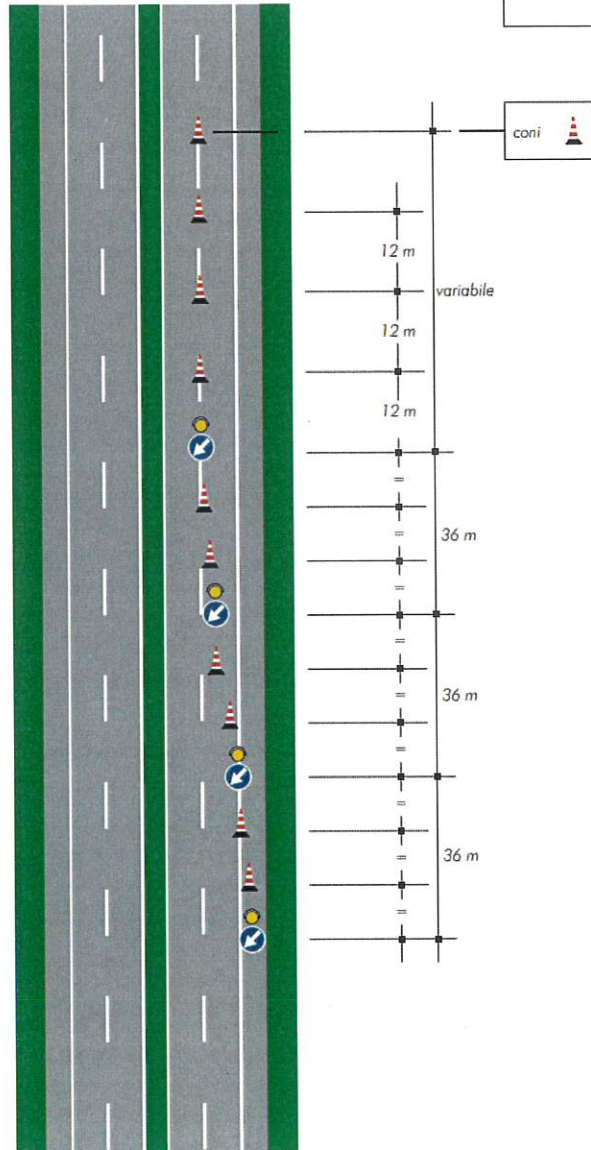 coni
12 m
variabile
12 m
12 m
=
=
36 m
=
=
=
36 m
=
=
=
36 m
=
=